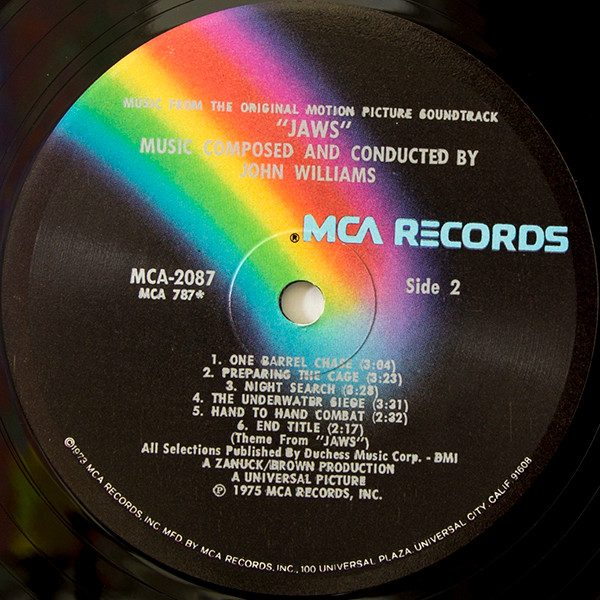 MUSIC FROM THE ORIGINAL MOTION PICTURE SOUNDTRACK
"JAWS"
MUSIC COMPOSED AND CONDUCTED BY
JOHN WILLIAMS
® MCA RECORDS
MCA-2087
MCA 787*
Side 2
1. ONE BARREL CHASE (3:04)
2. PREPARING THE CAGE (3:23)
3. NIGHT SEARCH (3:28)
4. THE UNDERWATER SIEGE (3:31)
5. HAND TO HAND COMBAT (2:32)
6. END TITLE (2:17)
(Theme From "JAWS")
All Selections Published By Duchess Music Corp. - BMI
A ZANUCK/BROWN PRODUCTION
A UNIVERSAL PICTURE
℗ 1975 MCA RECORDS, INC.
©1973 MCA RECORDS, INC MFD BY MCA RECORDS, INC., 100 UNIVERSAL PLAZA, UNIVERSAL CITY, CALIF 91608